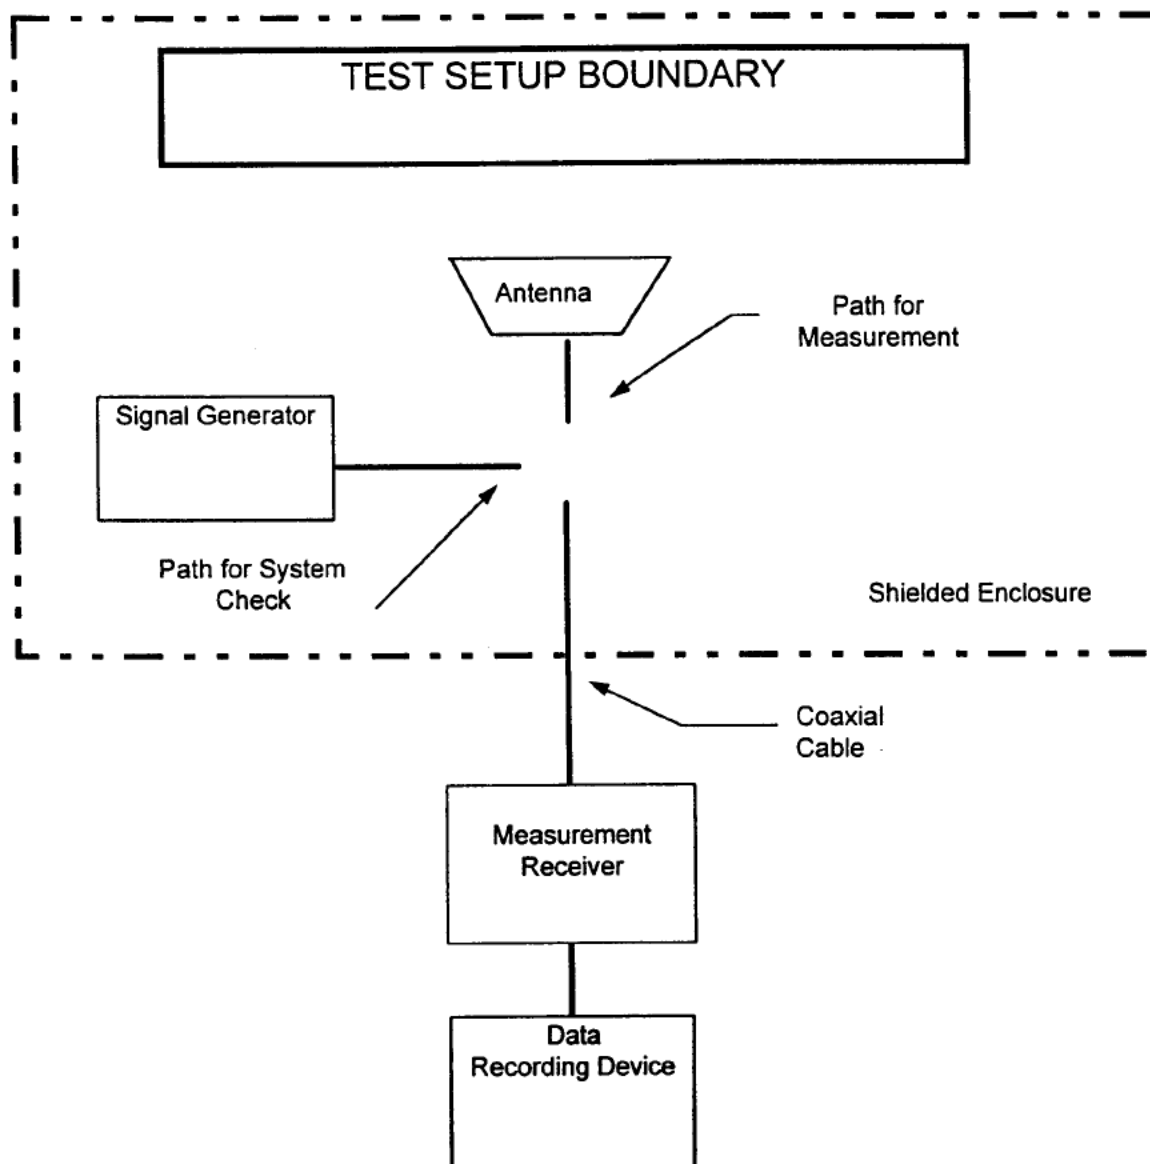 TEST SETUP BOUNDARY
Antenna
Path for
Measurement
Signal Generator
Path for System
Check
Shielded Enclosure
Coaxial
Cable
Measurement
Receiver
Data
Recording Device